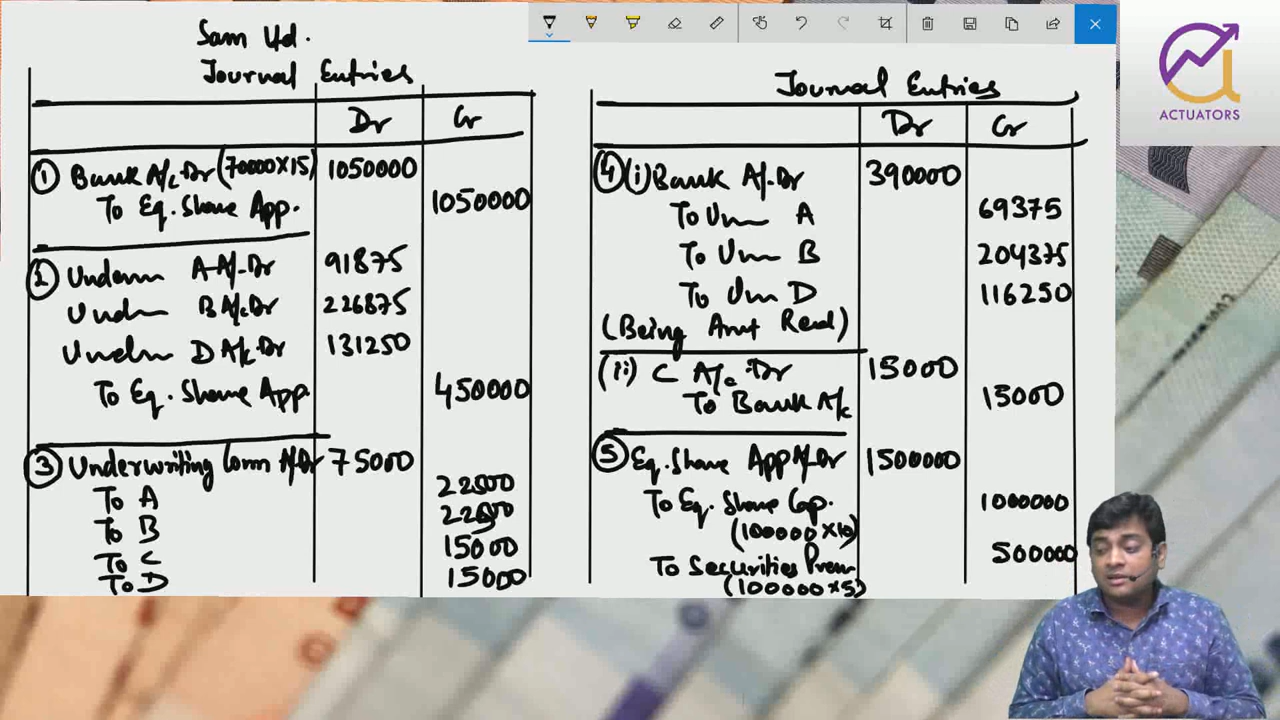 Sam Ltd.
Journal Entries
Dr Cr
① Bank A/c Dr (70000×15) 1050000
To Eq. Share App. 1050000
② Underw A A/c Dr 91875
Underw B A/c Dr 226875
Underw D A/c Dr 131250
To Eq. Share App. 450000
③ Underwriting Comm A/c Dr 75000
To A 22500
To B 22500
To C 15000
To D 15000
Journal Entries
Dr Cr
④ (i) Bank A/c Dr 390000
To A 69375
To B 204375
To D 116250
(Being Amt Recd)
(ii) C A/c Dr 15000
To Bank A/c 15000
⑤ Eq. Share App A/c Dr 1500000
To Eq. Share Cap. 1000000
(100000×10)
To Securities Prem 500000
(100000×5)
ACTUATORS